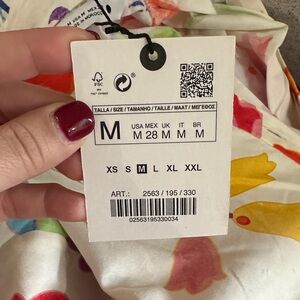 FSC
TALLA / SIZE / TAMANHO / TAILLE / MAAT / ΜΕΓΕΘΟΣ
M
USA MEX UK IT BR
M 28 M M M
XS S M L XL XXL
ART.: 2563 / 195 / 330
02563195330034